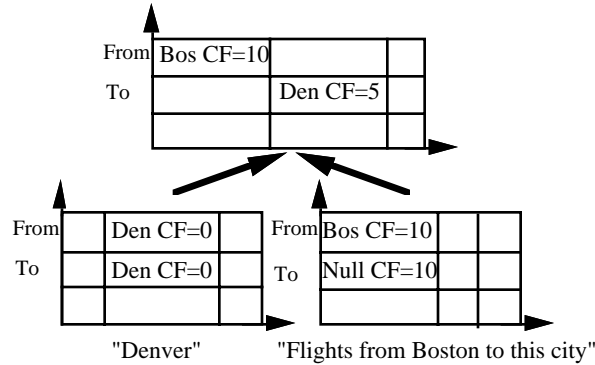 From Bos CF=10
To Den CF=5
From Den CF=0 From Bos CF=10
To Den CF=0 To Null CF=10
"Denver" "Flights from Boston to this city"